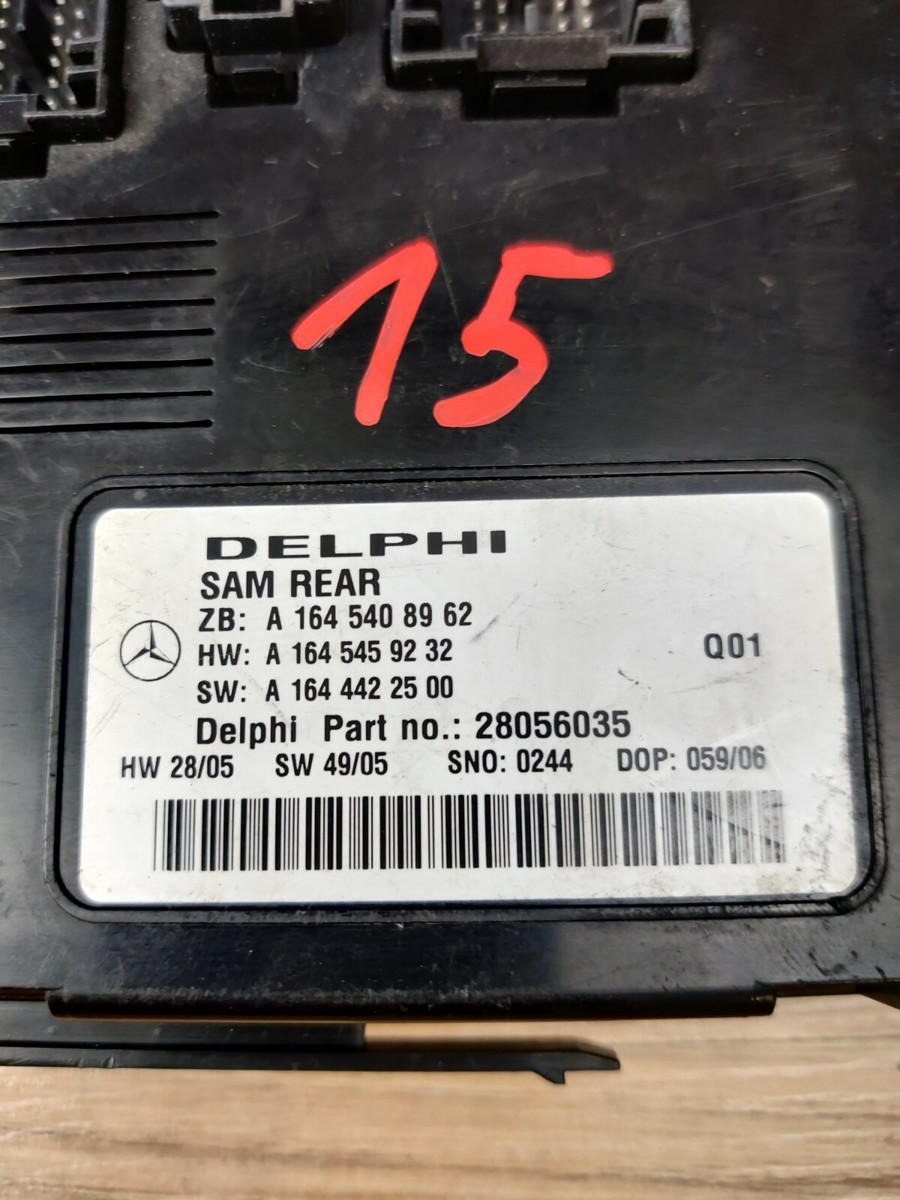 15
DELPHI
SAM REAR
ZB: A 164 540 89 62
HW: A 164 545 92 32 Q01
SW: A 164 442 25 00
Delphi Part no.: 28056035
HW 28/05 SW 49/05 SNO: 0244 DOP: 059/06